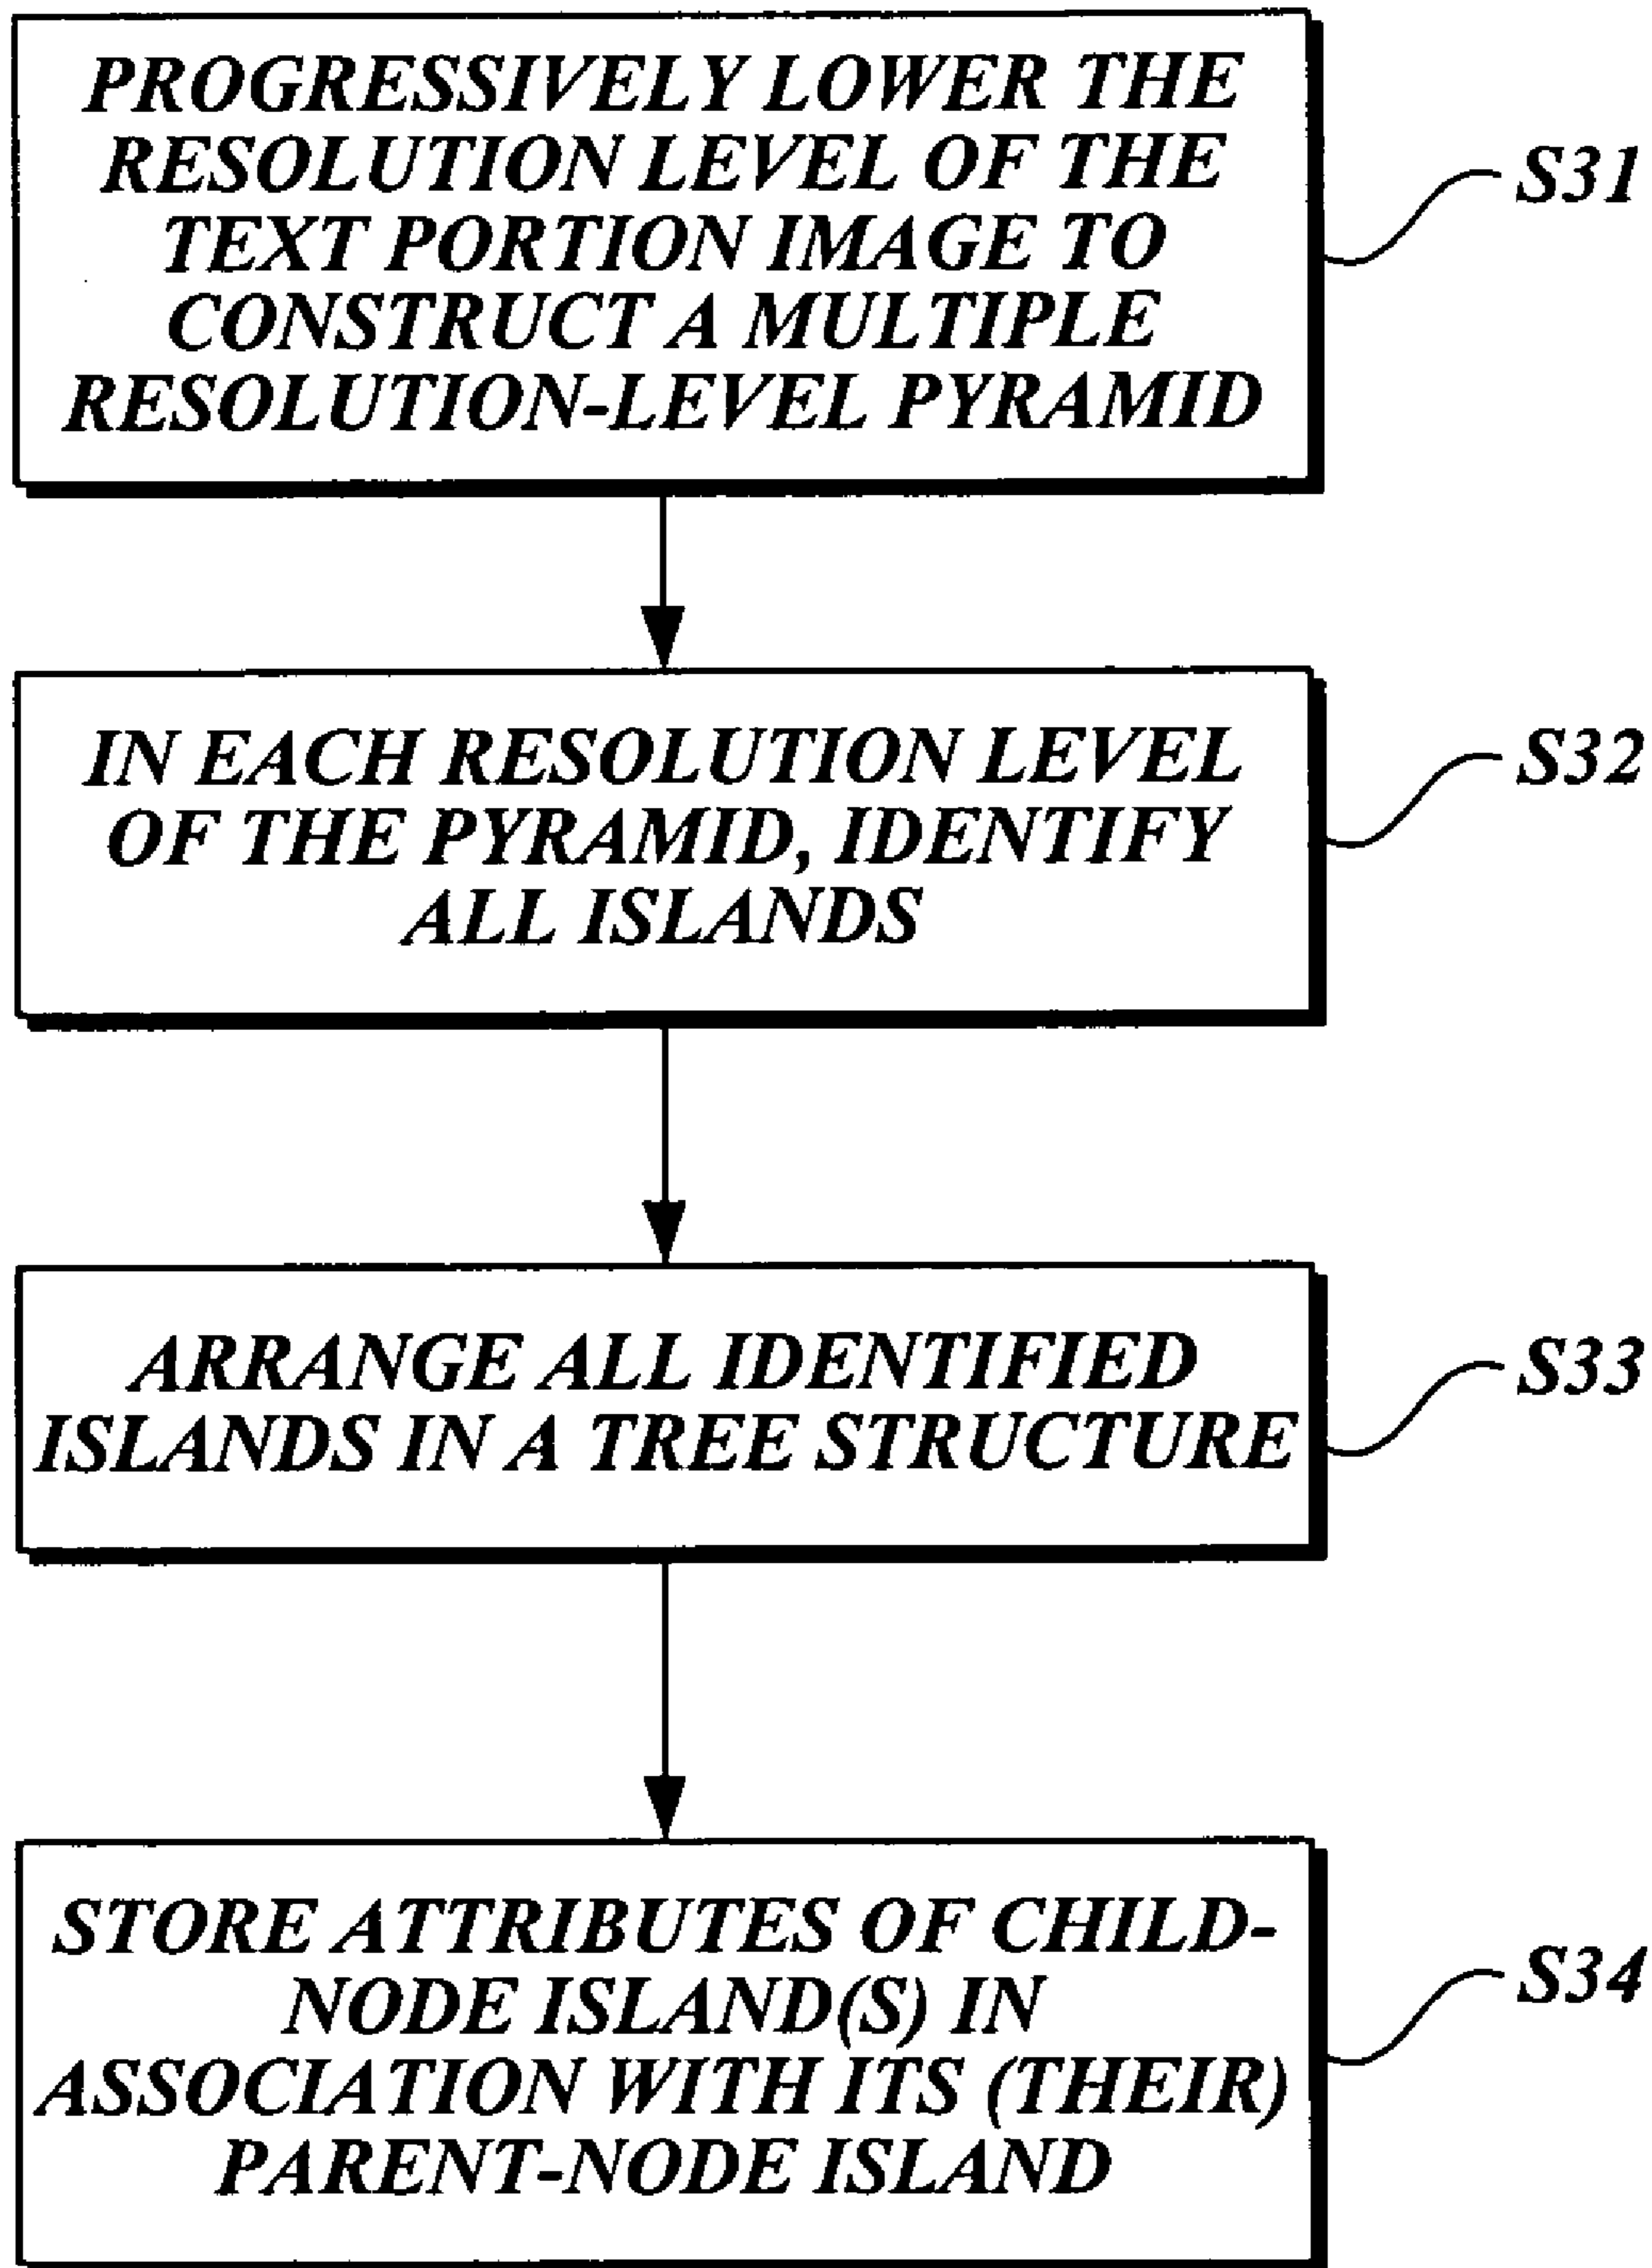 PROGRESSIVELY LOWER THE
RESOLUTION LEVEL OF THE
TEXT PORTION IMAGE TO
CONSTRUCT A MULTIPLE
RESOLUTION-LEVEL PYRAMID
S31
IN EACH RESOLUTION LEVEL
OF THE PYRAMID, IDENTIFY
ALL ISLANDS
S32
ARRANGE ALL IDENTIFIED
ISLANDS IN A TREE STRUCTURE
S33
STORE ATTRIBUTES OF CHILD-
NODE ISLAND(S) IN
ASSOCIATION WITH ITS (THEIR)
PARENT-NODE ISLAND
S34